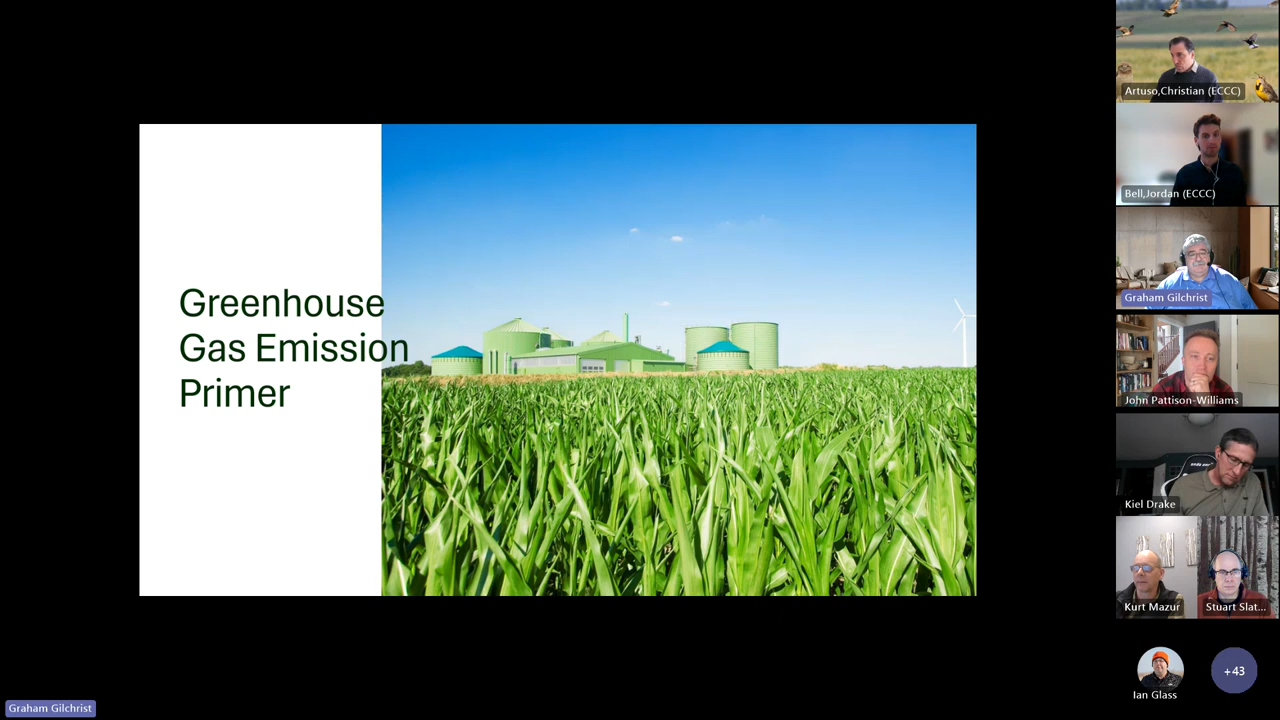 Greenhouse
Gas Emission
Primer
Artuso,Christian (ECCC)
Bell,Jordan (ECCC)
Graham Gilchrist
John Pattison-Williams
Kiel Drake
Kurt Mazur
Stuart Slat...
Ian Glass
+43
Graham Gilchrist